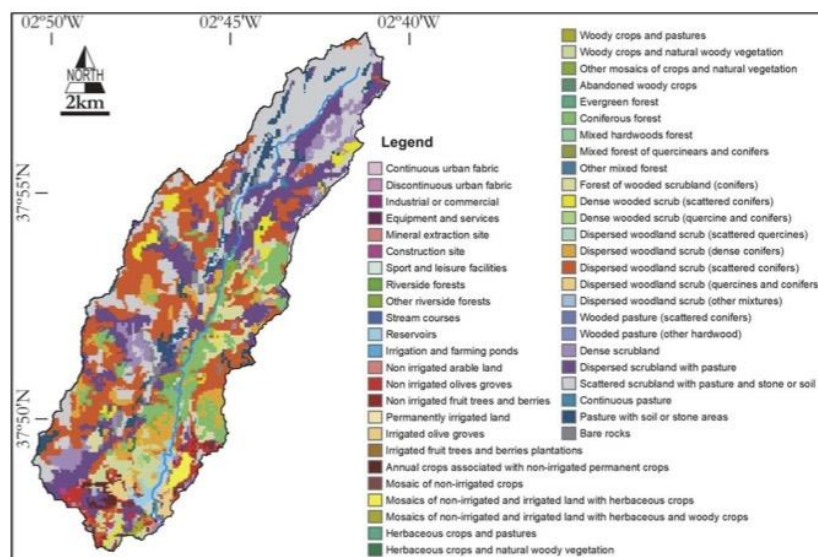 02º50'W
02º45'W
02º40'W
NORTH
2km
37º55'N
37º50'N
Legend
Continuous urban fabric
Discontinuous urban fabric
Industrial or commercial
Equipment and services
Mineral extraction site
Construction site
Sport and leisure facilities
Riverside forests
Other riverside forests
Stream courses
Reservoirs
Irrigation and farming ponds
Non irrigated arable land
Non irrigated olives groves
Non irrigated fruit trees and berries
Permanently irrigated land
Irrigated olive groves
Irrigated fruit trees and berries plantations
Annual crops associated with non-irrigated permanent crops
Mosaic of non-irrigated crops
Mosaics of non-irrigated and irrigated land with herbaceous crops
Mosaics of non-irrigated and irrigated land with herbaceous and woody crops
Herbaceous crops and pastures
Herbaceous crops and natural woody vegetation
Woody crops and pastures
Woody crops and natural woody vegetation
Other mosaics of crops and natural vegetation
Abandoned woody crops
Evergreen forest
Coniferous forest
Mixed hardwoods forest
Mixed forest of quercinears and conifers
Other mixed forest
Forest of wooded scrubland (conifers)
Dense wooded scrub (scattered conifers)
Dense wooded scrub (quercine and conifers)
Dispersed woodland scrub (scattered quercines)
Dispersed woodland scrub (dense conifers)
Dispersed woodland scrub (scattered conifers)
Dispersed woodland scrub (quercines and conifers)
Dispersed woodland scrub (other mixtures)
Wooded pasture (scattered conifers)
Wooded pasture (other hardwood)
Dense scrubland
Dispersed scrubland with pasture
Scattered scrubland with pasture and stone or soil
Continuous pasture
Pasture with soil or stone areas
Bare rocks